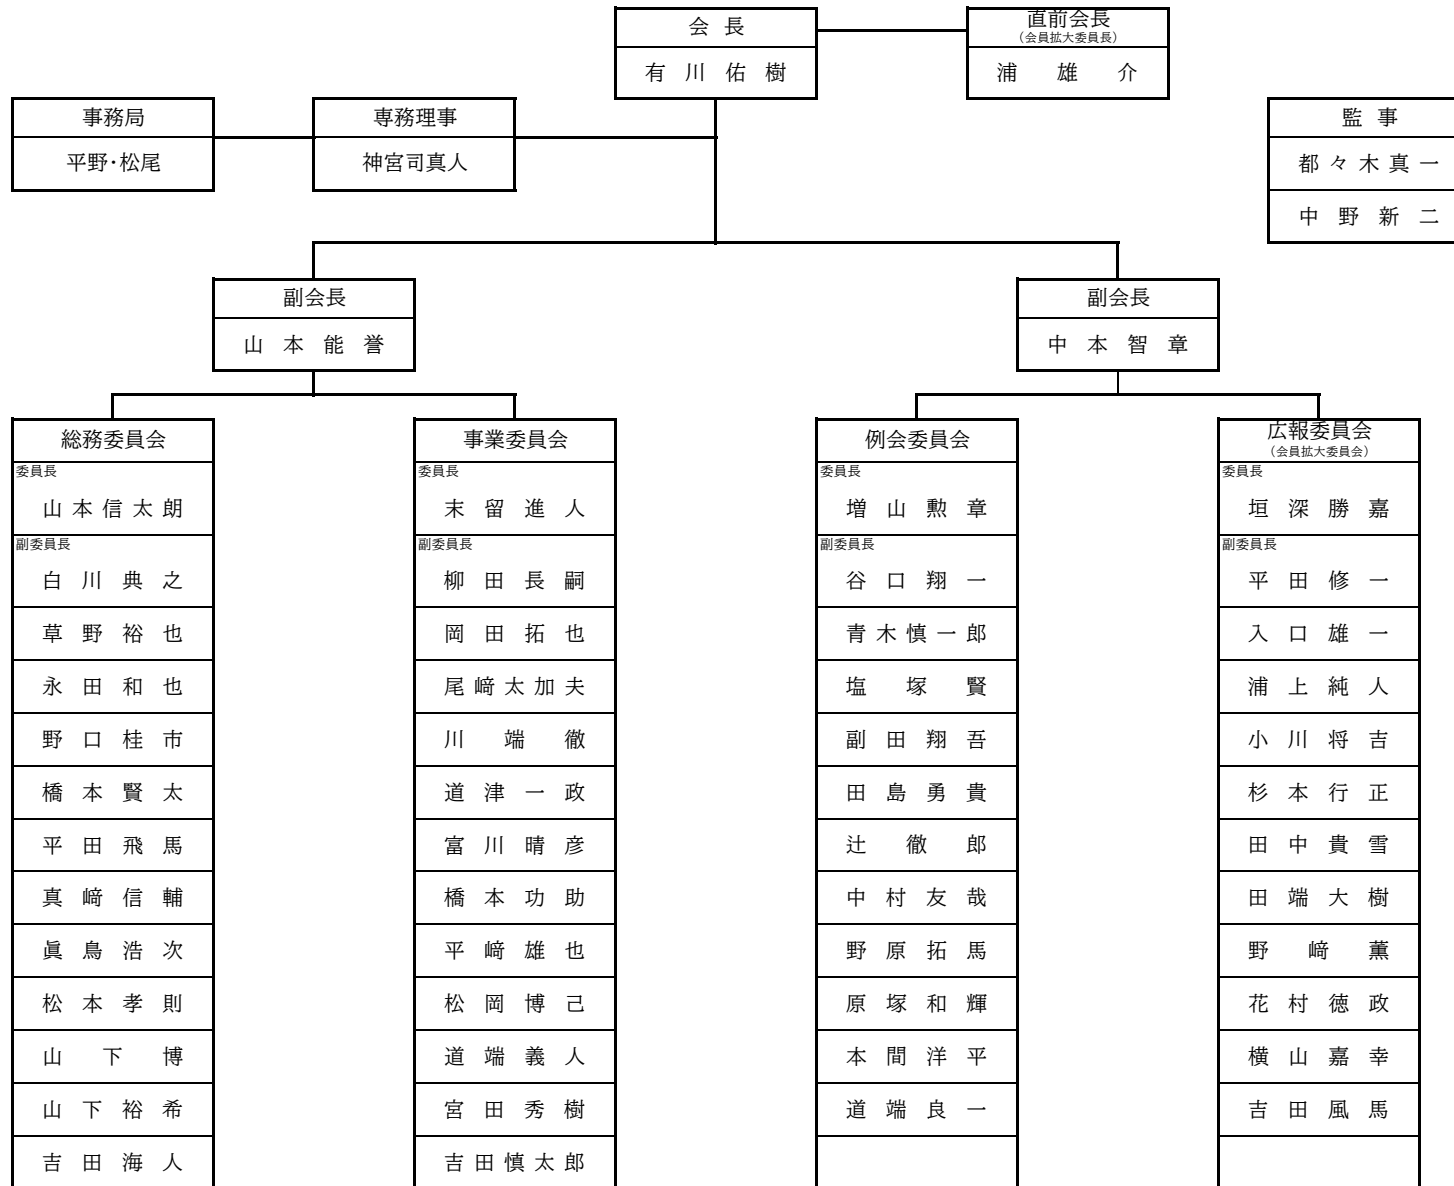 会長
有川佑樹
直前会長
（会員拡大委員長）
浦雄介
事務局
平野・松尾
専務理事
神宮司真人
監事
都々木真一
中野新二
副会長
山本能誉
副会長
中本智章
総務委員会
委員長
山本信太朗
副委員長
白川典之
草野裕也
永田和也
野口桂市
橋本賢太
平田飛馬
真﨑信輔
眞鳥浩次
松本孝則
山下博
山下裕希
吉田海人
事業委員会
委員長
末留進人
副委員長
柳田長嗣
岡田拓也
尾﨑太加夫
川端徹
道津一政
富川晴彦
橋本功助
平﨑雄也
松岡博己
道端義人
宮田秀樹
吉田慎太郎
例会委員会
委員長
増山勲章
副委員長
谷口翔一
青木慎一郎
塩塚賢
副田翔吾
田島勇貴
辻徹郎
中村友哉
野原拓馬
原塚和輝
本間洋平
道端良一
広報委員会
（会員拡大委員会）
委員長
垣深勝嘉
副委員長
平田修一
入口雄一
浦上純人
小川将吉
杉本行正
田中貴雪
田端大樹
野﨑薫
花村徳政
横山嘉幸
吉田風馬